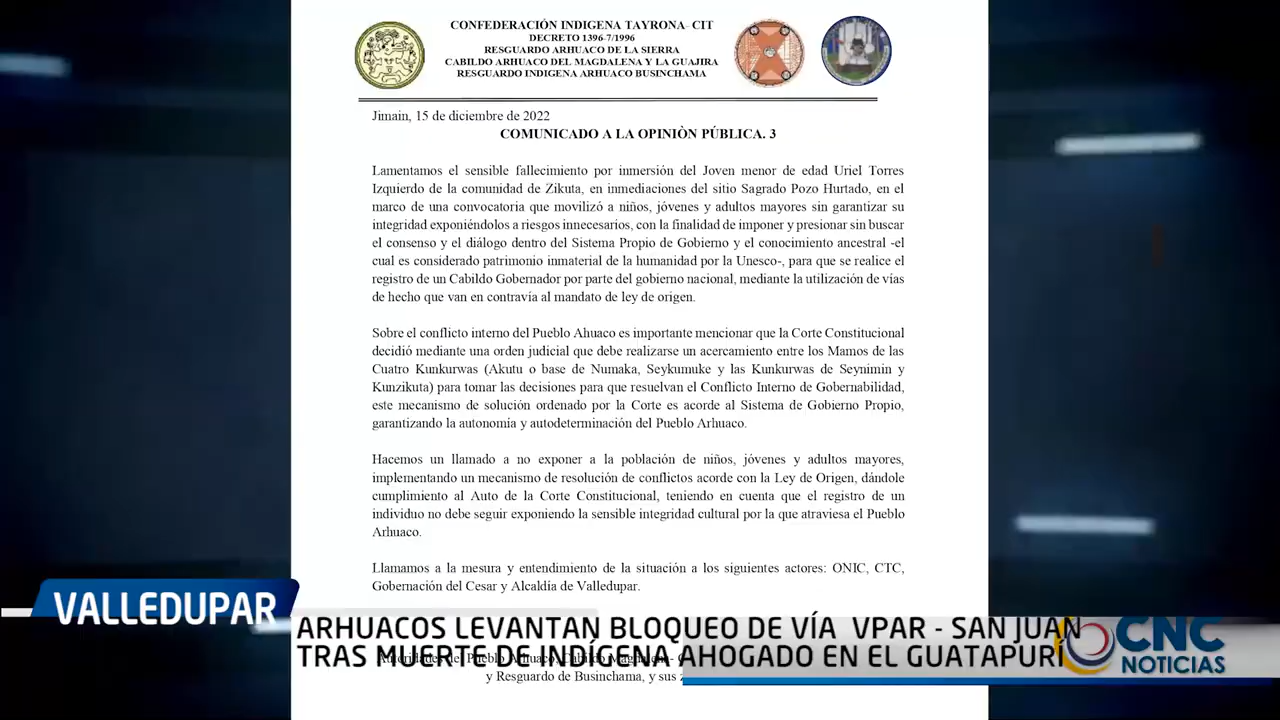 CONFEDERACIÓN INDIGENA TAYRONA- CIT
DECRETO 1396-7/1996
RESGUARDO ARHUACO DE LA SIERRA
CABILDO ARHUACO DEL MAGDALENA Y LA GUAJIRA
RESGUARDO INDIGENA ARHUACO BUSINCHAMA
Jimain, 15 de diciembre de 2022
COMUNICADO A LA OPINIÒN PÚBLICA. 3
Lamentamos el sensible fallecimiento por inmersión del Joven menor de edad Uriel Torres
Izquierdo de la comunidad de Zikuta, en inmediaciones del sitio Sagrado Pozo Hurtado, en el
marco de una convocatoria que movilizó a niños, jóvenes y adultos mayores sin garantizar su
integridad exponiéndolos a riesgos innecesarios, con la finalidad de imponer y presionar sin buscar
el consenso y el diálogo dentro del Sistema Propio de Gobierno y el conocimiento ancestral -el
cual es considerado patrimonio inmaterial de la humanidad por la Unesco-, para que se realice el
registro de un Cabildo Gobernador por parte del gobierno nacional, mediante la utilización de vías
de hecho que van en contravía al mandato de ley de origen.
Sobre el conflicto interno del Pueblo Ahuaco es importante mencionar que la Corte Constitucional
decidió mediante una orden judicial que debe realizarse un acercamiento entre los Mamos de las
Cuatro Kunkurwas (Akutu o base de Numaka, Seykumuke y las Kunkurwas de Seynimin y
Kunzikuta) para tomar las decisiones para que resuelvan el Conflicto Interno de Gobernabilidad,
este mecanismo de solución ordenado por la Corte es acorde al Sistema de Gobierno Propio,
garantizando la autonomía y autodeterminación del Pueblo Arhuaco.
Hacemos un llamado a no exponer a la población de niños, jóvenes y adultos mayores,
implementando un mecanismo de resolución de conflictos acorde con la Ley de Origen, dándole
cumplimiento al Auto de la Corte Constitucional, teniendo en cuenta que el registro de un
individuo no debe seguir exponiendo la sensible integridad cultural por la que atraviesa el Pueblo
Arhuaco.
Llamamos a la mesura y entendimiento de la situación a los siguientes actores: ONIC, CTC,
Gobernación del Cesar y Alcaldía de Valledupar.
y Resguardo de Businchama, y sus
VALLEDUPAR
ARHUACOS LEVANTAN BLOQUEO DE VÍA VPAR - SAN JUAN
TRAS MUERTE DE INDÍGENA AHOGADO EN EL GUATAPURÍ
CNC
NOTICIAS